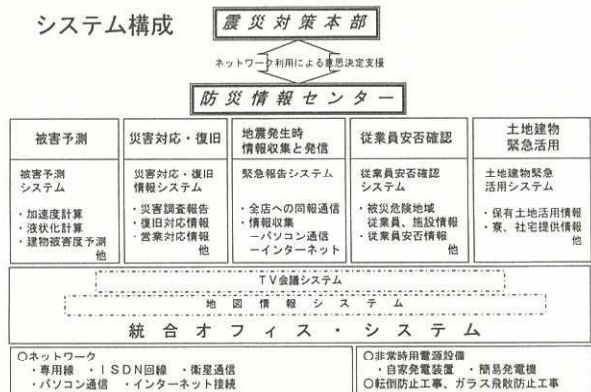 システム構成
震災対策本部
ネットワーク利用による意思決定支援
防災情報センター
被害予測
被害予測
システム
・加速度計算
・液状化計算
・建物被害度予測
他
災害対応・復旧
災害対応・復旧
情報システム
・災害調査報告
・復旧対応情報
・営業対応情報
他
地震発生時
情報収集と発信
緊急報告システム
・全店への同報通信
・情報収集
－パソコン通信
－インターネット
従業員安否確認
従業員安否確認
システム
・被災危険地域
従業員、施設情報
・従業員安否情報
他
土地建物
緊急活用
土地建物緊急
活用システム
・保有土地活用情報
・寮、社宅提供情報
他
TV会議システム
地図情報システム
統合オフィス・システム
○ネットワーク
・専用線 ・ISDN回線 ・衛星通信
・パソコン通信 ・インターネット接続
○非常時用電源設備
・自家発電装置 ・簡易発電機
○転倒防止工事、ガラス飛散防止工事